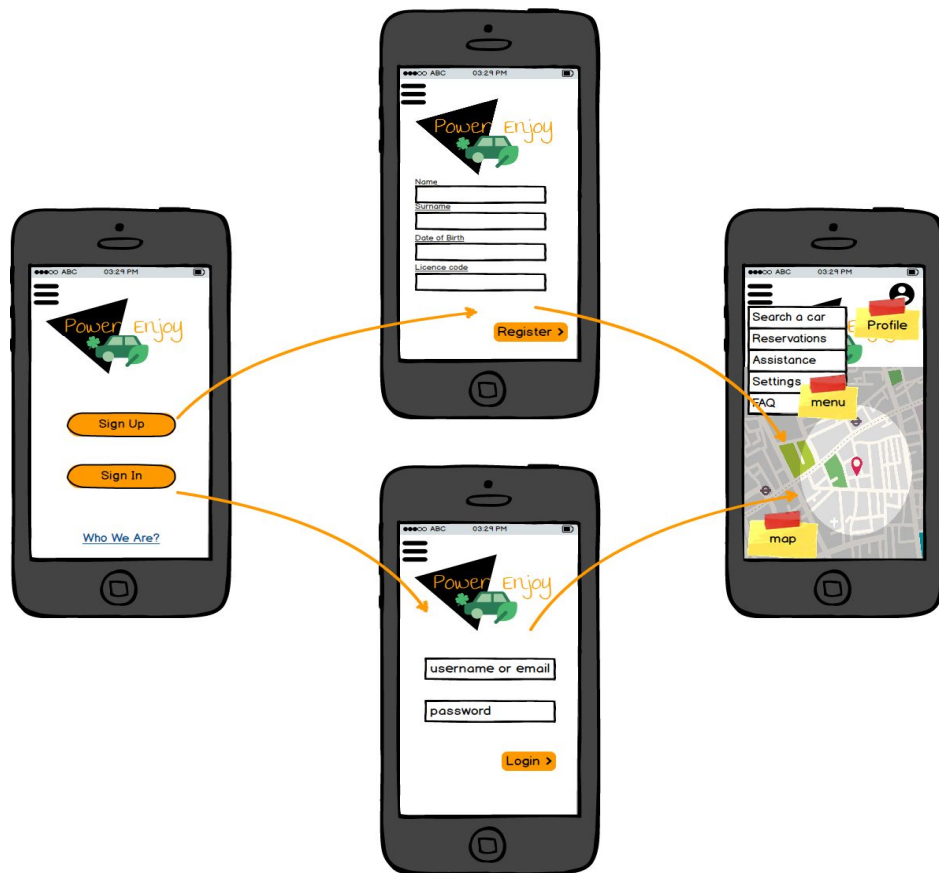 ABC 03:29 PM
Power Enjoy
Sign Up
Sign In
Who We Are?
ABC 03:29 PM
Power Enjoy
Name
Surname
Date of Birth
Licence code
Register >
ABC 03:29 PM
Power Enjoy
username or email
password
Login >
ABC 03:29 PM
Search a car
Reservations
Assistance
Settings
FAQ
Profile
menu
map